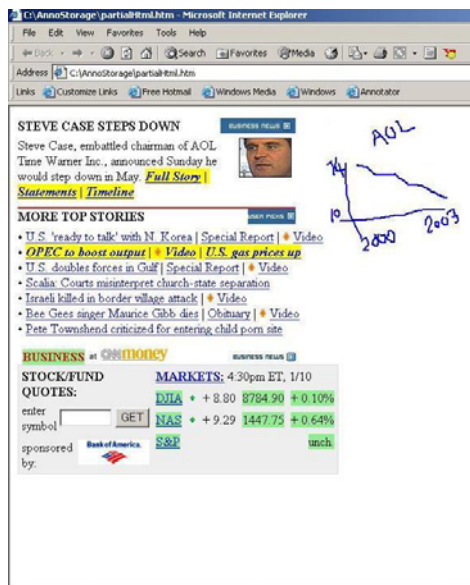 C:\AnnoStorage\partialHtml.htm - Microsoft Internet Explorer
File Edit View Favorites Tools Help
Back Search Favorites Media
Address C:\AnnoStorage\partialHtml.htm
Links Customize Links Free Hotmail Windows Media Windows Annotator
STEVE CASE STEPS DOWN BUSINESS NEWS
Steve Case, embattled chairman of AOL
Time Warner Inc., announced Sunday he
would step down in May. Full Story |
Statements | Timeline
AOL
74
10
2000
2003
MORE TOP STORIES USER PICKS
• U.S. 'ready to talk' with N. Korea | Special Report | Video
• OPEC to boost output | Video | U.S. gas prices up
• U.S. doubles forces in Gulf | Special Report | Video
• Scalia: Courts misinterpret church-state separation
• Israeli killed in border village attack | Video
• Bee Gees singer Maurice Gibb dies | Obituary | Video
• Pete Townshend criticized for entering child porn site
BUSINESS at CNNmoney BUSINESS NEWS
STOCK/FUND QUOTES:
enter symbol GET
sponsored by: Bank of America.
MARKETS: 4:30pm ET, 1/10
DJIA + 8.80 8784.90 + 0.10%
NAS + 9.29 1447.75 + 0.64%
S&P unch.